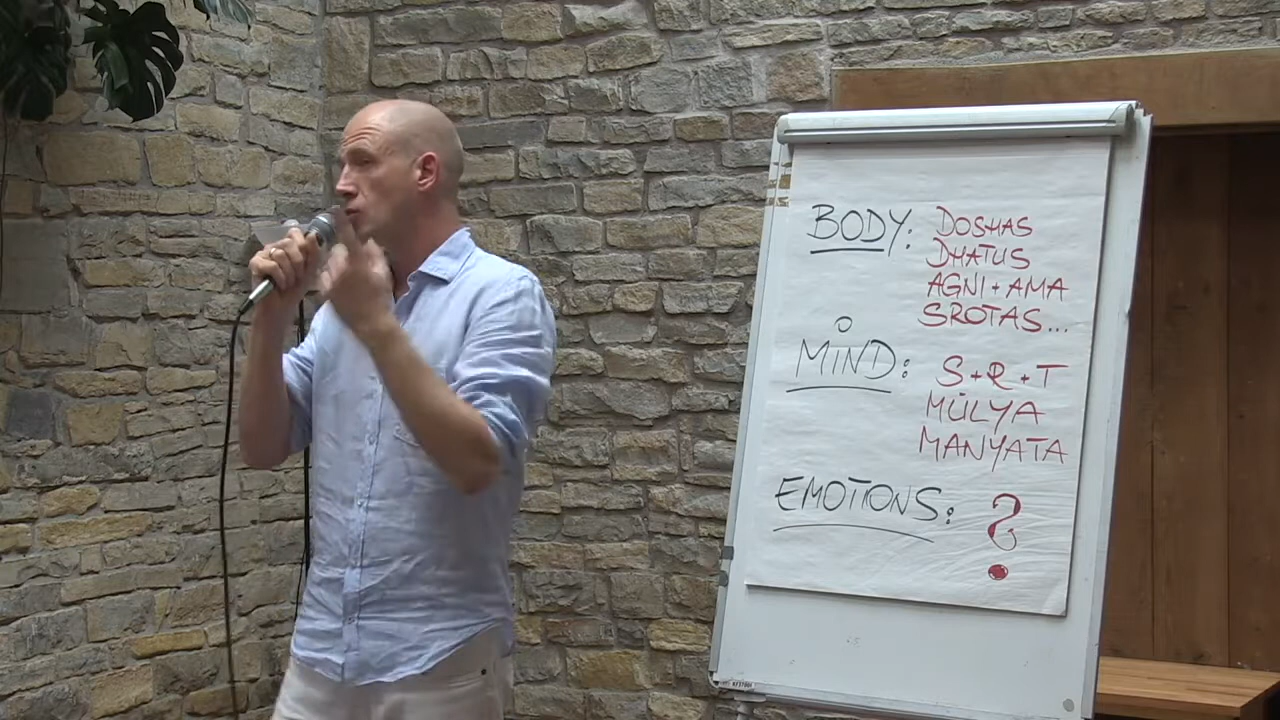 BODY: DOSHAS
DHATUS
AGNI + AMA
SROTAS...
MIND: S+R+T
MŪLYA
MANYATA
EMOTIONS: ?